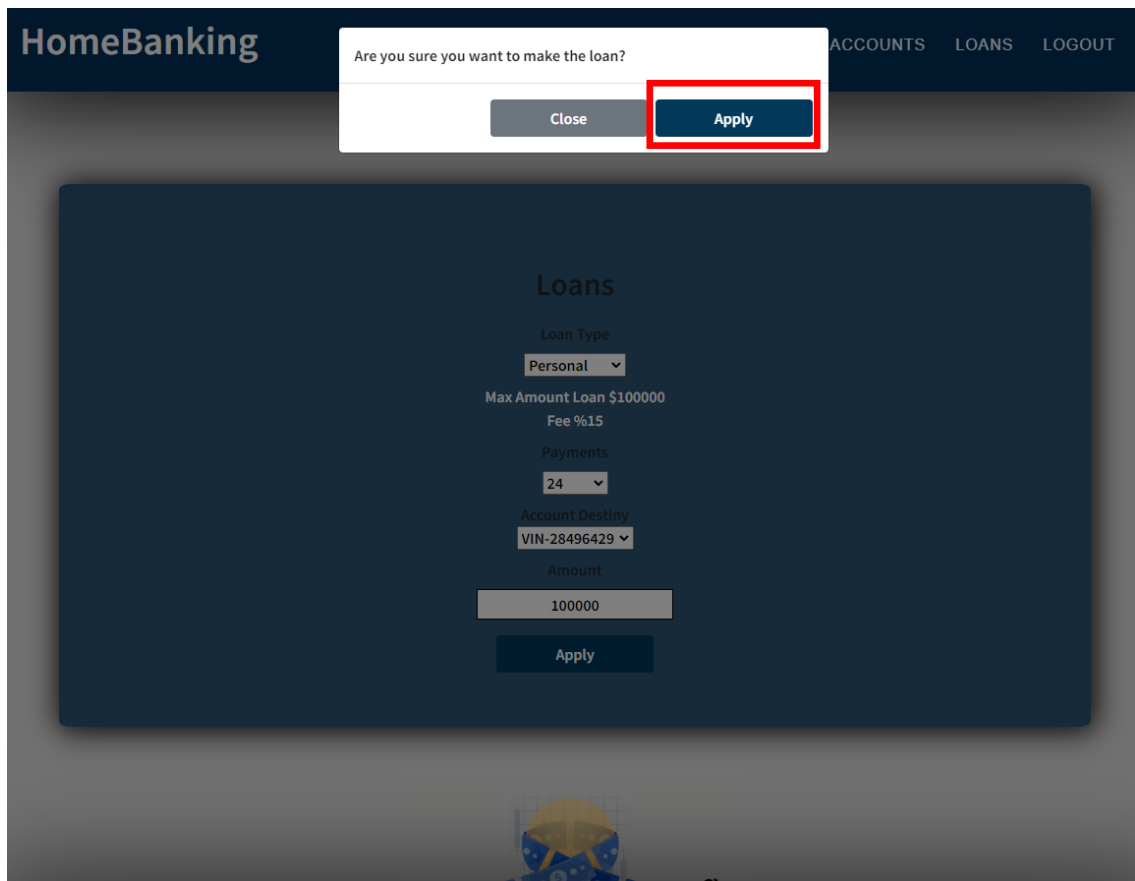 HomeBanking
ACCOUNTS LOANS LOGOUT
Are you sure you want to make the loan?
Close Apply
Loans
Loan Type
Personal
Max Amount Loan $100000
Fee %15
Payments
24
Account Destiny
VIN-28496429
Amount
100000
Apply